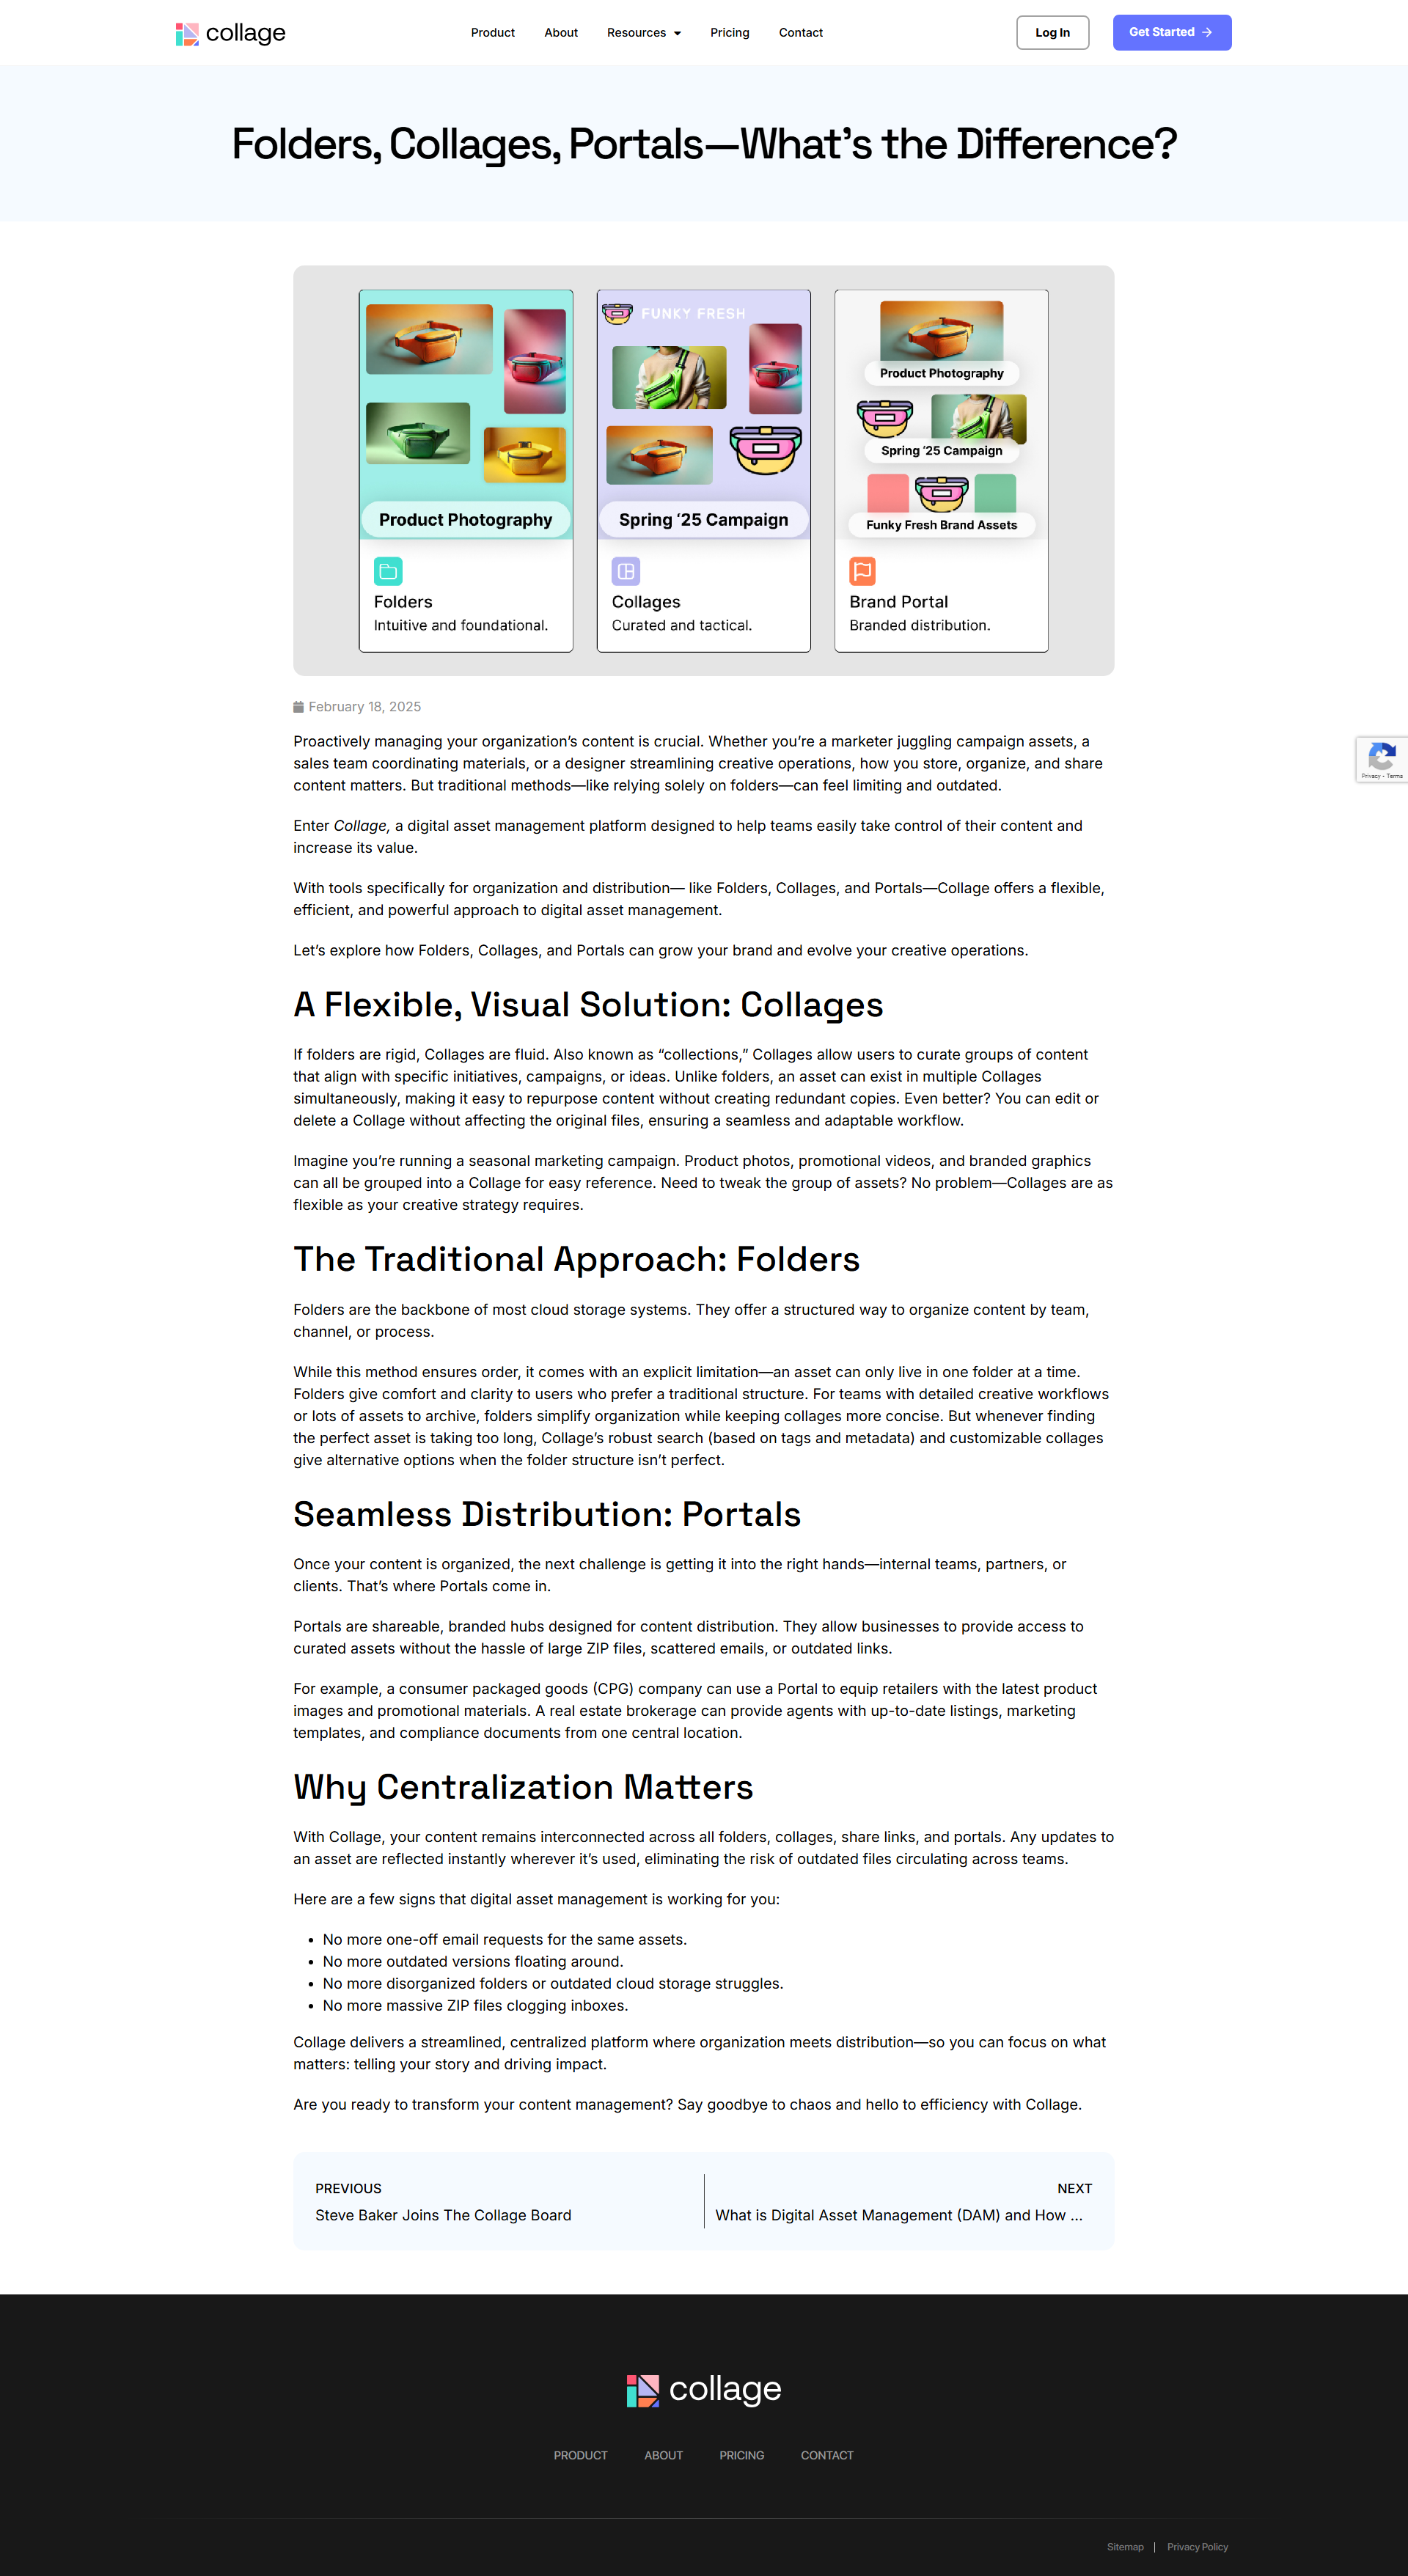 collage
Product About Resources Pricing Contact
Log In
Get Started
Folders, Collages, Portals—What’s the Difference?
FUNKY FRESH
Product Photography
Spring ‘25 Campaign
Product Photography
Spring ‘25 Campaign
Funky Fresh Brand Assets
Folders
Intuitive and foundational.
Collages
Curated and tactical.
Brand Portal
Branded distribution.
February 18, 2025
Proactively managing your organization’s content is crucial. Whether you’re a marketer juggling campaign assets, a
sales team coordinating materials, or a designer streamlining creative operations, how you store, organize, and share
content matters. But traditional methods—like relying solely on folders—can feel limiting and outdated.
Enter Collage, a digital asset management platform designed to help teams easily take control of their content and
increase its value.
With tools specifically for organization and distribution— like Folders, Collages, and Portals—Collage offers a flexible,
efficient, and powerful approach to digital asset management.
Let’s explore how Folders, Collages, and Portals can grow your brand and evolve your creative operations.
A Flexible, Visual Solution: Collages
If folders are rigid, Collages are fluid. Also known as “collections,” Collages allow users to curate groups of content
that align with specific initiatives, campaigns, or ideas. Unlike folders, an asset can exist in multiple Collages
simultaneously, making it easy to repurpose content without creating redundant copies. Even better? You can edit or
delete a Collage without affecting the original files, ensuring a seamless and adaptable workflow.
Imagine you’re running a seasonal marketing campaign. Product photos, promotional videos, and branded graphics
can all be grouped into a Collage for easy reference. Need to tweak the group of assets? No problem—Collages are as
flexible as your creative strategy requires.
The Traditional Approach: Folders
Folders are the backbone of most cloud storage systems. They offer a structured way to organize content by team,
channel, or process.
While this method ensures order, it comes with an explicit limitation—an asset can only live in one folder at a time.
Folders give comfort and clarity to users who prefer a traditional structure. For teams with detailed creative workflows
or lots of assets to archive, folders simplify organization while keeping collages more concise. But whenever finding
the perfect asset is taking too long, Collage’s robust search (based on tags and metadata) and customizable collages
give alternative options when the folder structure isn’t perfect.
Seamless Distribution: Portals
Once your content is organized, the next challenge is getting it into the right hands—internal teams, partners, or
clients. That’s where Portals come in.
Portals are shareable, branded hubs designed for content distribution. They allow businesses to provide access to
curated assets without the hassle of large ZIP files, scattered emails, or outdated links.
For example, a consumer packaged goods (CPG) company can use a Portal to equip retailers with the latest product
images and promotional materials. A real estate brokerage can provide agents with up-to-date listings, marketing
templates, and compliance documents from one central location.
Why Centralization Matters
With Collage, your content remains interconnected across all folders, collages, share links, and portals. Any updates to
an asset are reflected instantly wherever it’s used, eliminating the risk of outdated files circulating across teams.
Here are a few signs that digital asset management is working for you:
• No more one-off email requests for the same assets.
• No more outdated versions floating around.
• No more disorganized folders or outdated cloud storage struggles.
• No more massive ZIP files clogging inboxes.
Collage delivers a streamlined, centralized platform where organization meets distribution—so you can focus on what
matters: telling your story and driving impact.
Are you ready to transform your content management? Say goodbye to chaos and hello to efficiency with Collage.
PREVIOUS
Steve Baker Joins The Collage Board
NEXT
What is Digital Asset Management (DAM) and How ...
Privacy - Terms
collage
PRODUCT ABOUT PRICING CONTACT
Sitemap | Privacy Policy